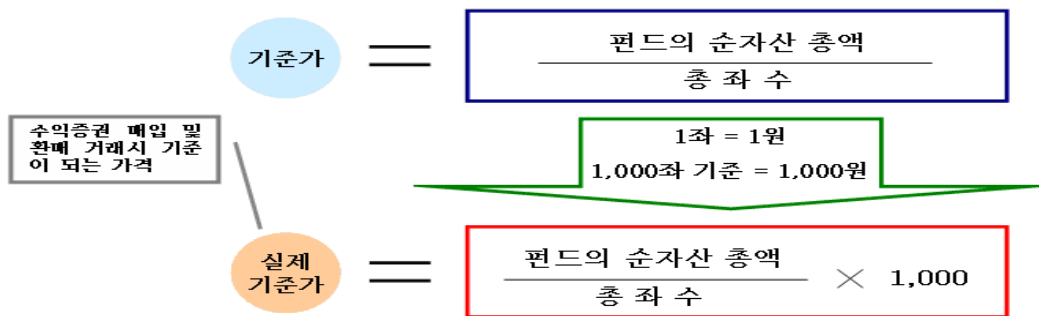 기준가
펀드의 순자산 총액
총 좌 수
수익증권 매입 및
환매 거래시 기준
이 되는 가격
1좌 = 1원
1,000좌 기준 = 1,000원
실제
기준가
펀드의 순자산 총액
총 좌 수
× 1,000